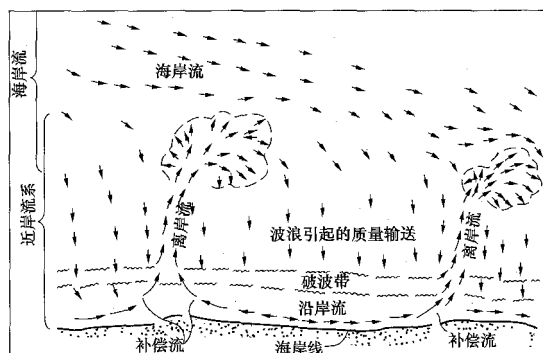 海岸流
海岸流
近岸流系
离岸流
离岸流
波浪引起的质量输送
破波带
沿岸流
补偿流
海岸线
补偿流